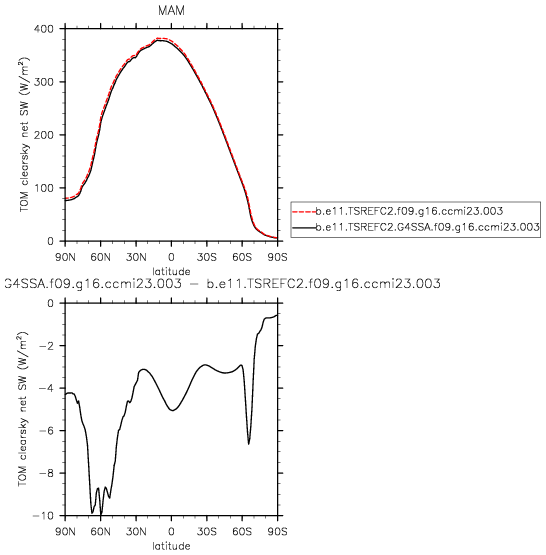 MAM
TOM clearsky net SW (W/m²)
400
300
200
100
0
90N 60N 30N 0 30S 60S 90S
latitude
b.e11.TSREFC2.f09.g16.ccmi23.003
b.e11.TSREFC2.G4SSA.f09.g16.ccmi23.003
G4SSA.f09.g16.ccmi23.003 − b.e11.TSREFC2.f09.g16.ccmi23.003
TOM clearsky net SW (W/m²)
0
−2
−4
−6
−8
−10
90N 60N 30N 0 30S 60S 90S
latitude